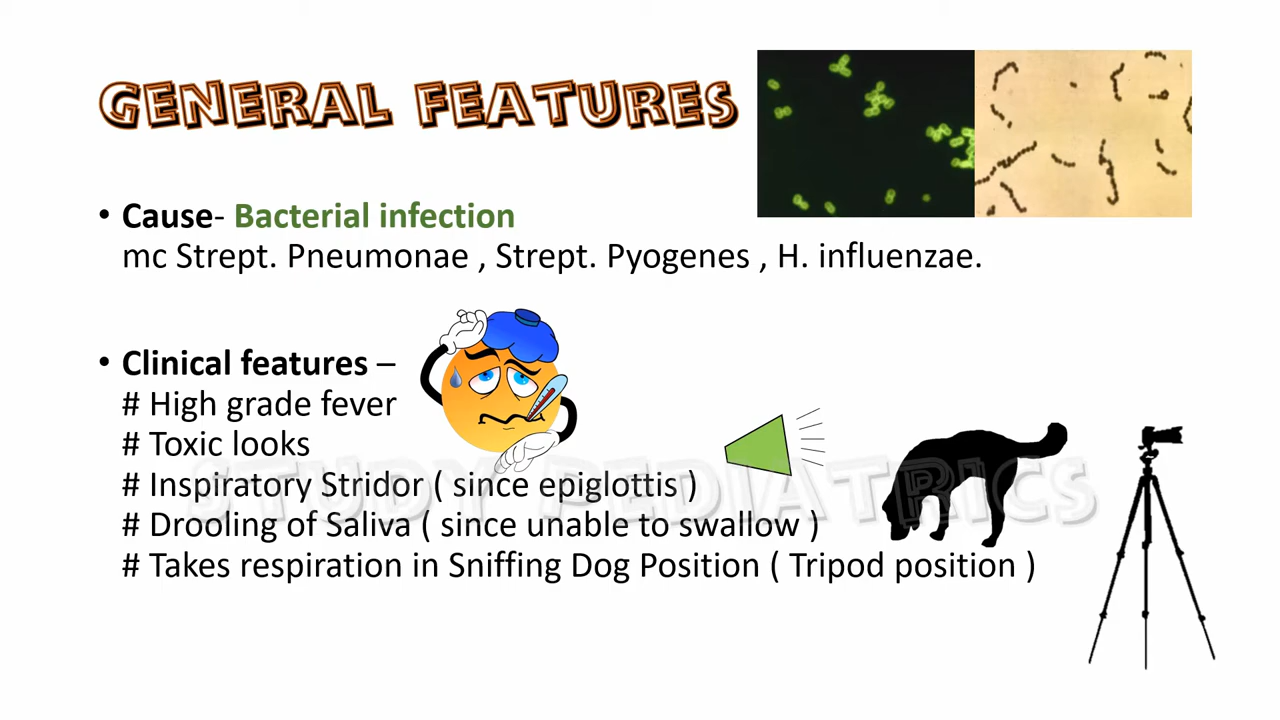 GENERAL FEATURES
• Cause- Bacterial infection
mc Strept. Pneumonae , Strept. Pyogenes , H. influenzae.
• Clinical features –
# High grade fever
# Toxic looks
# Inspiratory Stridor ( since epiglottis )
STUDY PEDIATRICS
# Drooling of Saliva ( since unable to swallow )
# Takes respiration in Sniffing Dog Position ( Tripod position )